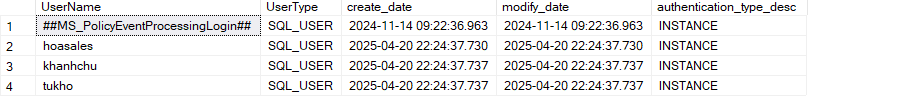 UserName UserType create_date modify_date authentication_type_desc
1 ##MS_PolicyEventProcessingLogin## SQL_USER 2024-11-14 09:22:36.963 2024-11-14 09:22:36.963 INSTANCE
2 hoasales SQL_USER 2025-04-20 22:24:37.730 2025-04-20 22:24:37.730 INSTANCE
3 khanhchu SQL_USER 2025-04-20 22:24:37.737 2025-04-20 22:24:37.737 INSTANCE
4 tukho SQL_USER 2025-04-20 22:24:37.737 2025-04-20 22:24:37.737 INSTANCE